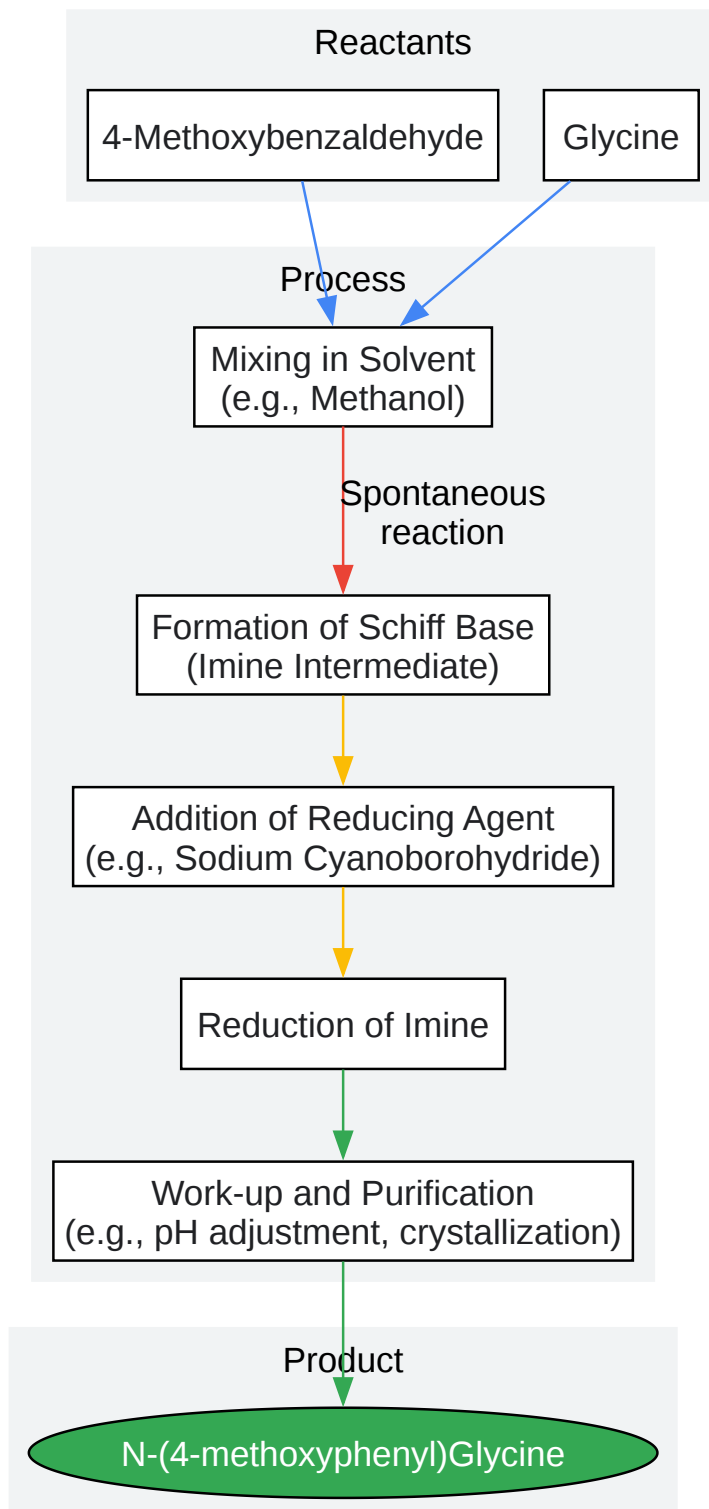 Reactants
4-Methoxybenzaldehyde
Glycine
Process
Mixing in Solvent
(e.g., Methanol)
Spontaneous
reaction
Formation of Schiff Base
(Imine Intermediate)
Addition of Reducing Agent
(e.g., Sodium Cyanoborohydride)
Reduction of Imine
Work-up and Purification
(e.g., pH adjustment, crystallization)
Product
N-(4-methoxyphenyl)Glycine